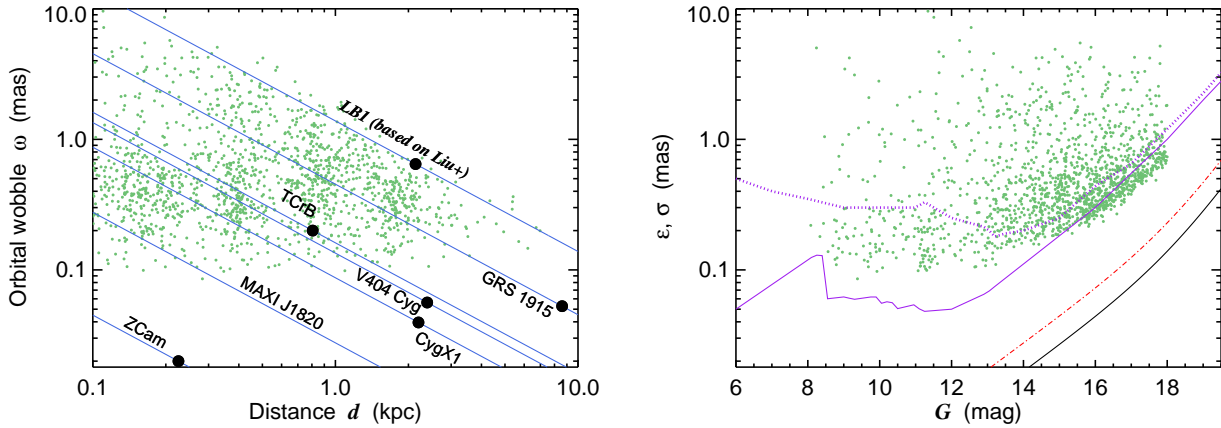 10.0
1.0
0.1
Orbital wobble ω (mas)
LB1 (based on Liu+)
TCrB
GRS 1915
V404 Cyg
MAXI J1820
CygX1
ZCam
0.1
1.0
10.0
Distance d (kpc)
10.0
1.0
0.1
ε, σ (mas)
6
8
10
12
14
16
18
G (mag)